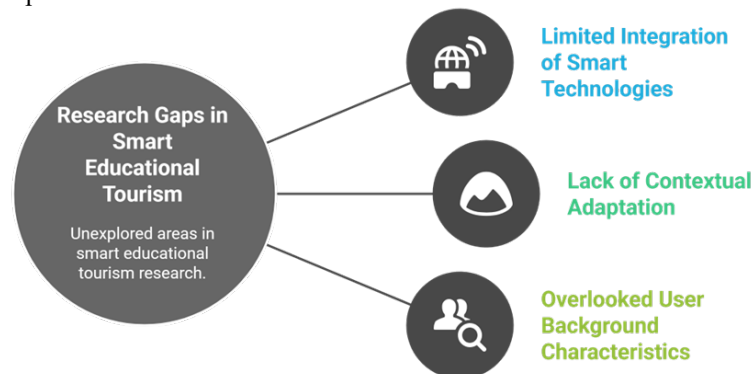 Research Gaps in
Smart
Educational
Tourism
Unexplored areas in
smart educational
tourism research.
Limited Integration
of Smart
Technologies
Lack of Contextual
Adaptation
Overlooked User
Background
Characteristics